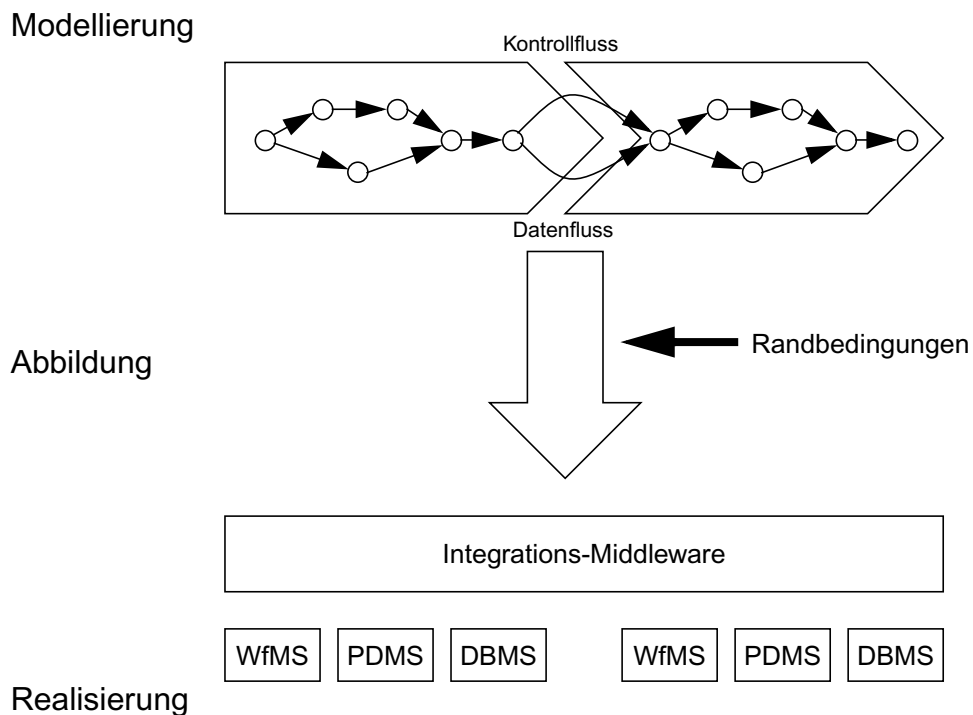 Modellierung
Kontrollfluss
Datenfluss
Abbildung
Randbedingungen
Integrations-Middleware
WfMS PDMS DBMS WfMS PDMS DBMS
Realisierung